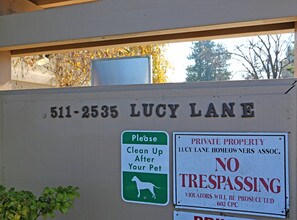 511-2535 LUCY LANE
Please
Clean Up
After
Your Pet
PRIVATE PROPERTY
LUCY LANE HOMEOWNERS ASSOC.
NO
TRESPASSING
VIOLATORS WILL BE PROSECUTED
602 CPC